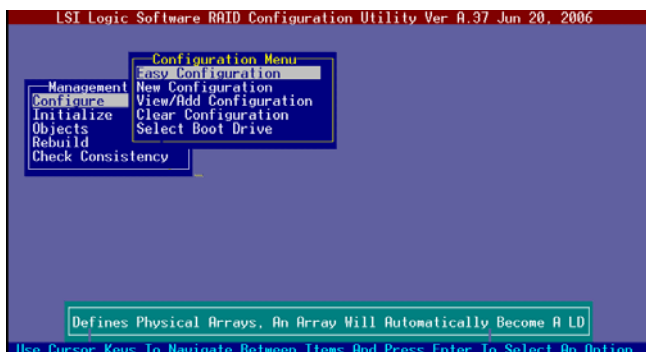 LSI Logic Software RAID Configuration Utility Ver A.37 Jun 20, 2006
Configuration Menu
Easy Configuration
New Configuration
View/Add Configuration
Clear Configuration
Select Boot Drive
Management
Configure
Initialize
Objects
Rebuild
Check Consistency
Defines Physical Arrays, An Array Will Automatically Become A LD
Use Cursor Keys To Navigate Between Items And Press Enter To Select An Option